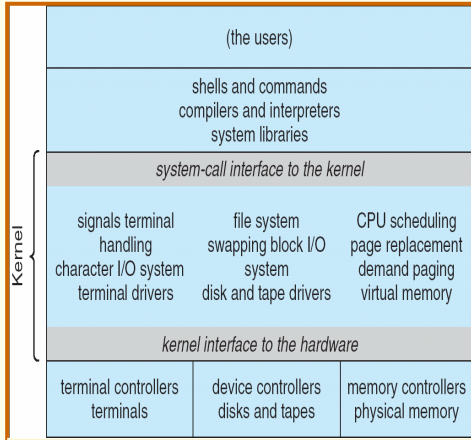 (the users)
shells and commands
compilers and interpreters
system libraries
Kernel
system-call interface to the kernel
signals terminal
handling
character I/O system
terminal drivers
file system
swapping block I/O
system
disk and tape drivers
CPU scheduling
page replacement
demand paging
virtual memory
kernel interface to the hardware
terminal controllers
terminals
device controllers
disks and tapes
memory controllers
physical memory